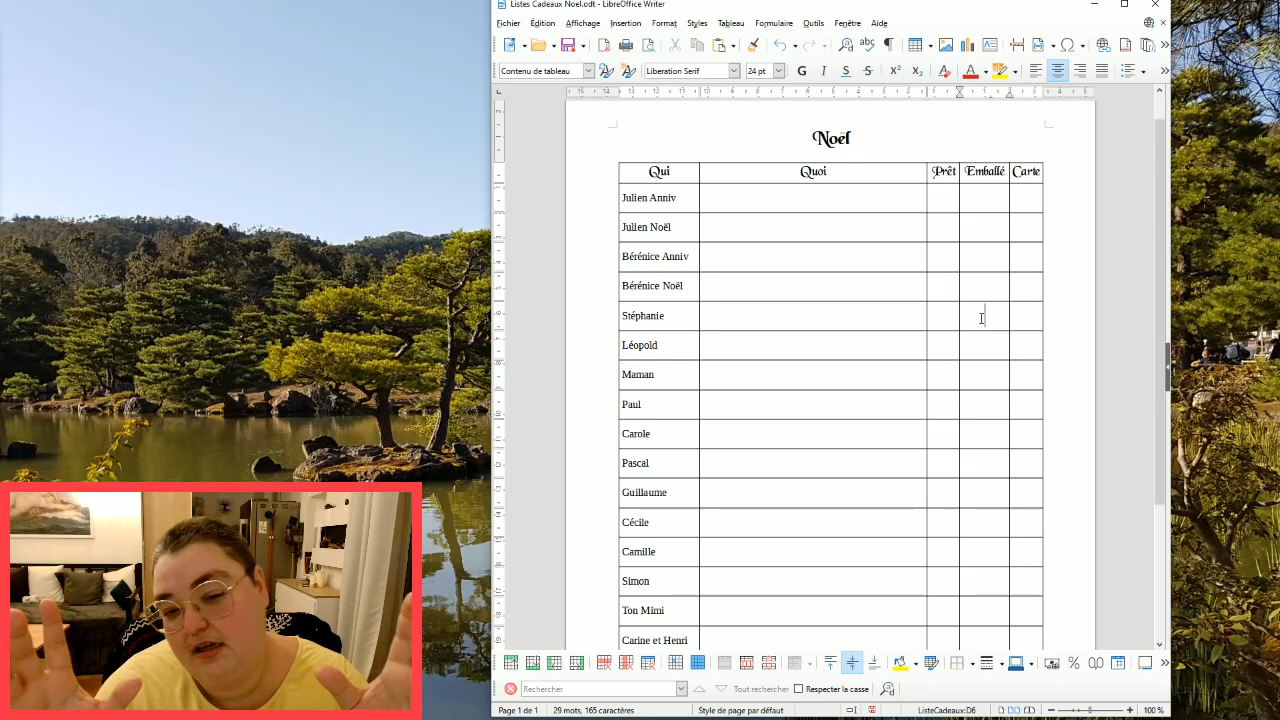 Listes Cadeaux Noel.odt - LibreOffice Writer
Fichier Édition Affichage Insertion Format Styles Tableau Formulaire Outils Fenêtre Aide
Contenu de tableau Liberation Serif 24 pt G I S S X² X₂
Noël
Qui Quoi Prêt Emballé Carte
Julien Anniv
Julien Noël
Bérénice Anniv
Bérénice Noël
Stéphanie
Léopold
Maman
Paul
Carole
Pascal
Guillaume
Cécile
Camille
Simon
Ton Mimi
Carine et Henri
Rechercher Tout rechercher Respecter la casse
Page 1 de 1 29 mots, 165 caractères Style de page par défaut ListeCadeaux:D6 100 %